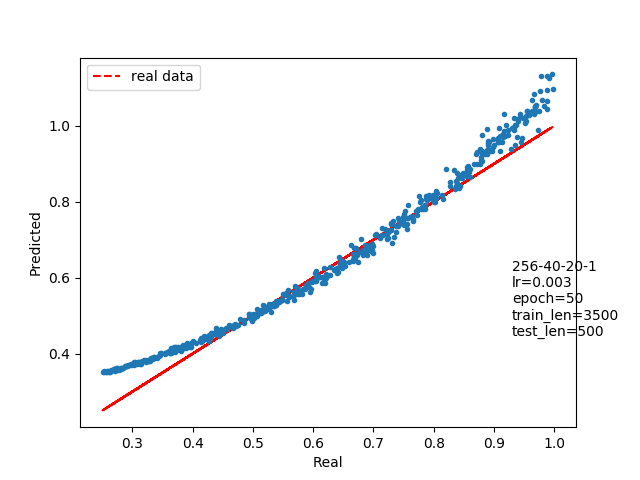 real data
Predicted
1.0
0.8
0.6
0.4
256-40-20-1
lr=0.003
epoch=50
train_len=3500
test_len=500
0.3 0.4 0.5 0.6 0.7 0.8 0.9 1.0
Real